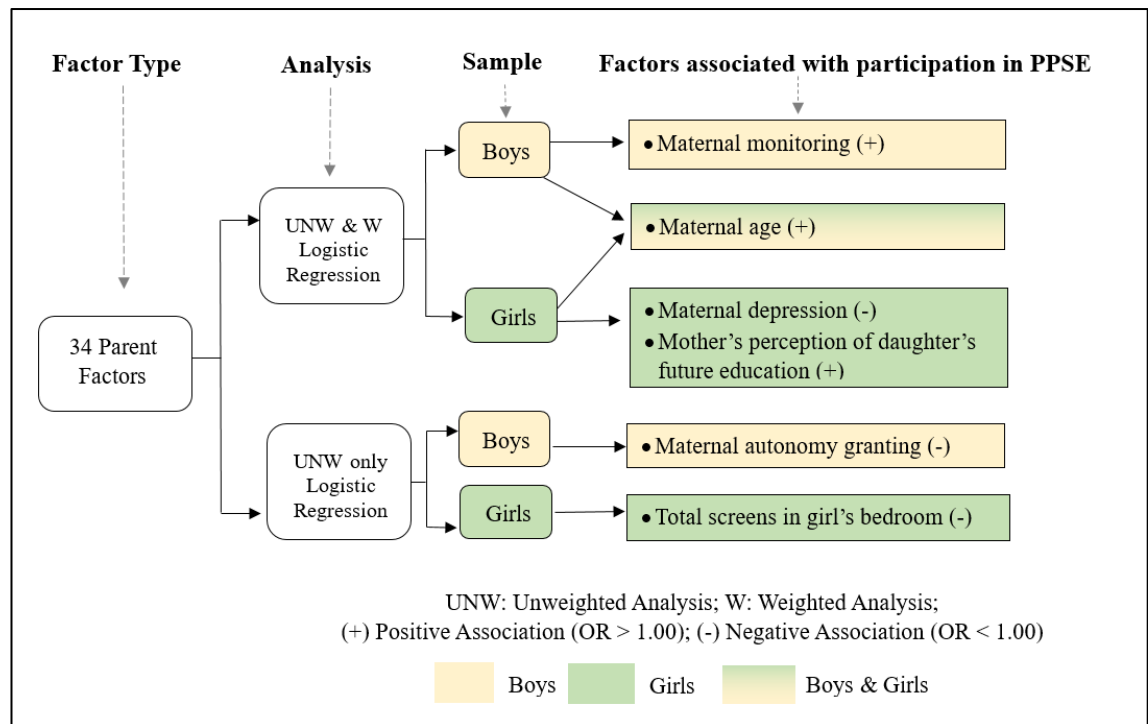 Factor Type
Analysis
Sample
Factors associated with participation in PPSE
34 Parent
Factors
UNW & W
Logistic
Regression
Boys
• Maternal monitoring (+)
• Maternal age (+)
Girls
• Maternal depression (-)
• Mother's perception of daughter's
future education (+)
UNW only
Logistic
Regression
Boys
• Maternal autonomy granting (-)
Girls
• Total screens in girl's bedroom (-)
UNW: Unweighted Analysis; W: Weighted Analysis;
(+) Positive Association (OR > 1.00); (-) Negative Association (OR < 1.00)
Boys
Girls
Boys & Girls